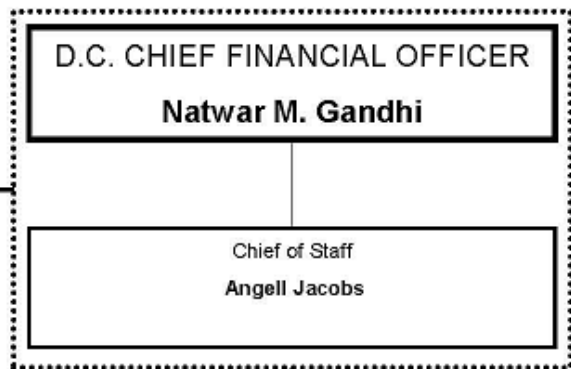 D.C. CHIEF FINANCIAL OFFICER
Natwar M. Gandhi
Chief of Staff
Angell Jacobs